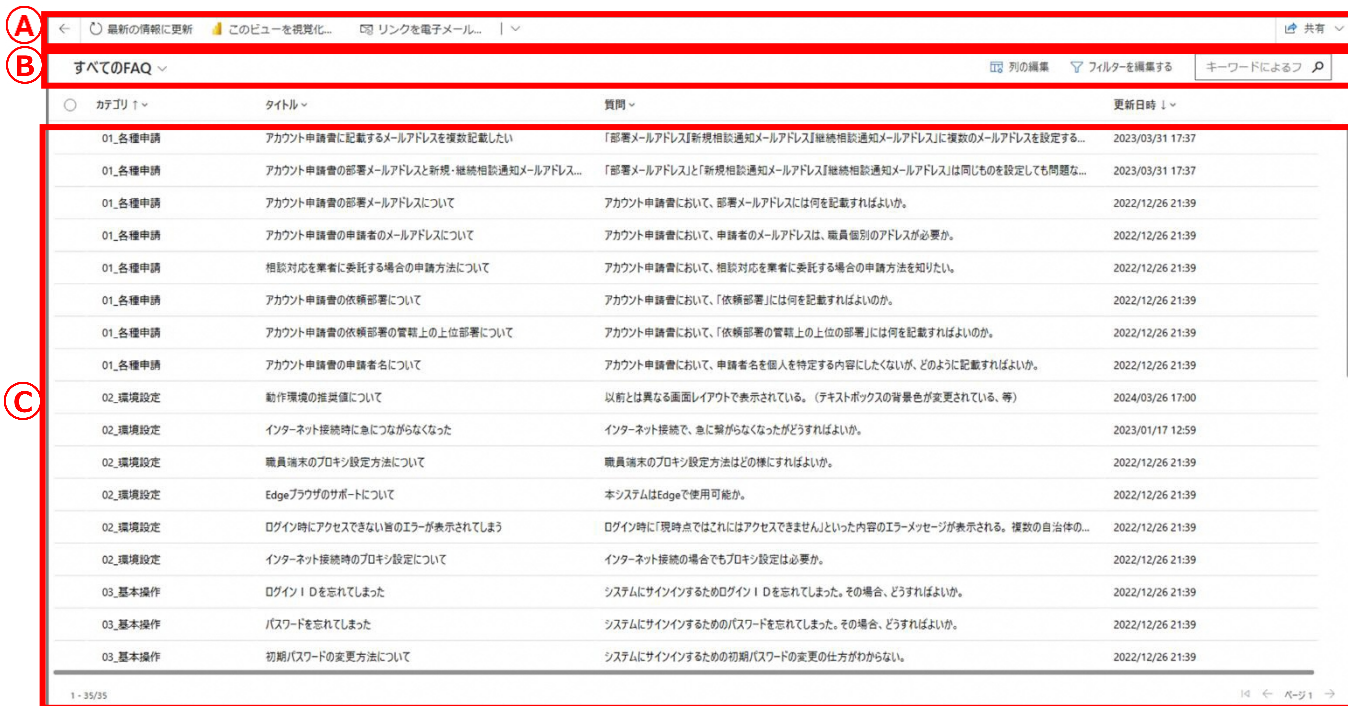 Ⓐ
最新の情報に更新 このビューを視覚化... リンクを電子メール... 共有
Ⓑ
すべてのFAQ 列の編集 フィルターを編集する キーワードによるフ
カテゴリ ↑ タイトル 質問 更新日時 ↓
01_各種申請 アカウント申請書に記載するメールアドレスを複数記載したい 「部署メールアドレス』『新規相談通知メールアドレス』『継続相談通知メールアドレス」に複数のメールアドレスを設定する... 2023/03/31 17:37
01_各種申請 アカウント申請書の部署メールアドレスと新規・継続相談通知メールアドレス... 「部署メールアドレス」と「新規相談通知メールアドレス』『継続相談通知メールアドレス」は同じものを設定しても問題な... 2023/03/31 17:37
01_各種申請 アカウント申請書の部署メールアドレスについて アカウント申請書において、部署メールアドレスには何を記載すればよいか。 2022/12/26 21:39
01_各種申請 アカウント申請書の申請者のメールアドレスについて アカウント申請書において、申請者のメールアドレスは、職員個別のアドレスが必要か。 2022/12/26 21:39
01_各種申請 相談対応を業者に委託する場合の申請方法について アカウント申請書において、相談対応を業者に委託する場合の申請方法を知りたい。 2022/12/26 21:39
01_各種申請 アカウント申請書の依頼部署について アカウント申請書において、「依頼部署」には何を記載すればよいのか。 2022/12/26 21:39
01_各種申請 アカウント申請書の依頼部署の管轄上の上位部署について アカウント申請書において、「依頼部署の管轄上の上位の部署」には何を記載すればよいのか。 2022/12/26 21:39
01_各種申請 アカウント申請書の申請者名について アカウント申請書において、申請者名を個人を特定する内容にしたくないが、どのように記載すればよいか。 2022/12/26 21:39
Ⓒ
02_環境設定 動作環境の推奨値について 以前とは異なる画面レイアウトで表示されている。（テキストボックスの背景色が変更されている、等） 2024/03/26 17:00
02_環境設定 インターネット接続時に急につながらなくなった インターネット接続で、急に繋がらなくなったがどうすればよいか。 2023/01/17 12:59
02_環境設定 職員端末のプロキシ設定方法について 職員端末のプロキシ設定方法はどの様にすればよいか。 2022/12/26 21:39
02_環境設定 Edgeブラウザのサポートについて 本システムはEdgeで使用可能か。 2022/12/26 21:39
02_環境設定 ログイン時にアクセスできない旨のエラーが表示されてしまう ログイン時に「現時点ではこれにはアクセスできません」といった内容のエラーメッセージが表示される。複数の自治体の... 2022/12/26 21:39
02_環境設定 インターネット接続時のプロキシ設定について インターネット接続の場合でもプロキシ設定は必要か。 2022/12/26 21:39
03_基本操作 ログインＩＤを忘れてしまった システムにサインインするためログインＩＤを忘れてしまった。その場合、どうすればよいか。 2022/12/26 21:39
03_基本操作 パスワードを忘れてしまった システムにサインインするためのパスワードを忘れてしまった。その場合、どうすればよいか。 2022/12/26 21:39
03_基本操作 初期パスワードの変更方法について システムにサインインするための初期パスワードの変更の仕方がわからない。 2022/12/26 21:39
1 - 35/35 ページ 1